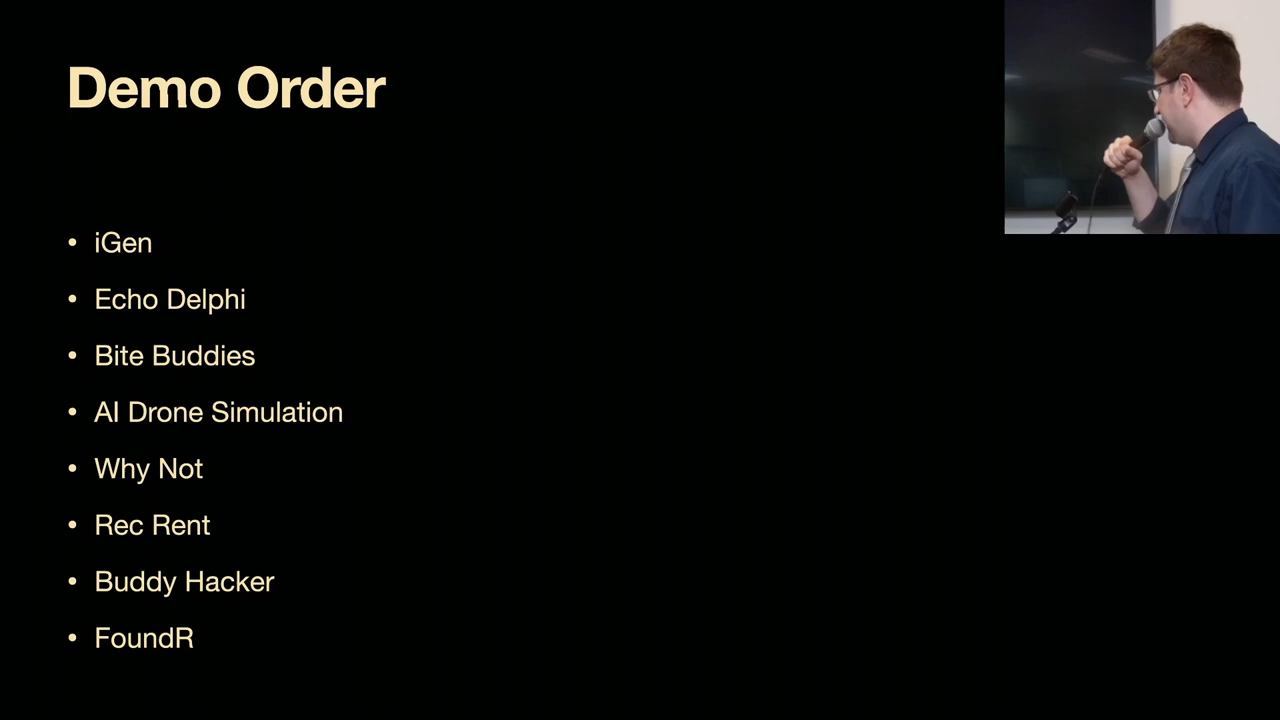 Demo Order
• iGen
• Echo Delphi
• Bite Buddies
• AI Drone Simulation
• Why Not
• Rec Rent
• Buddy Hacker
• FoundR